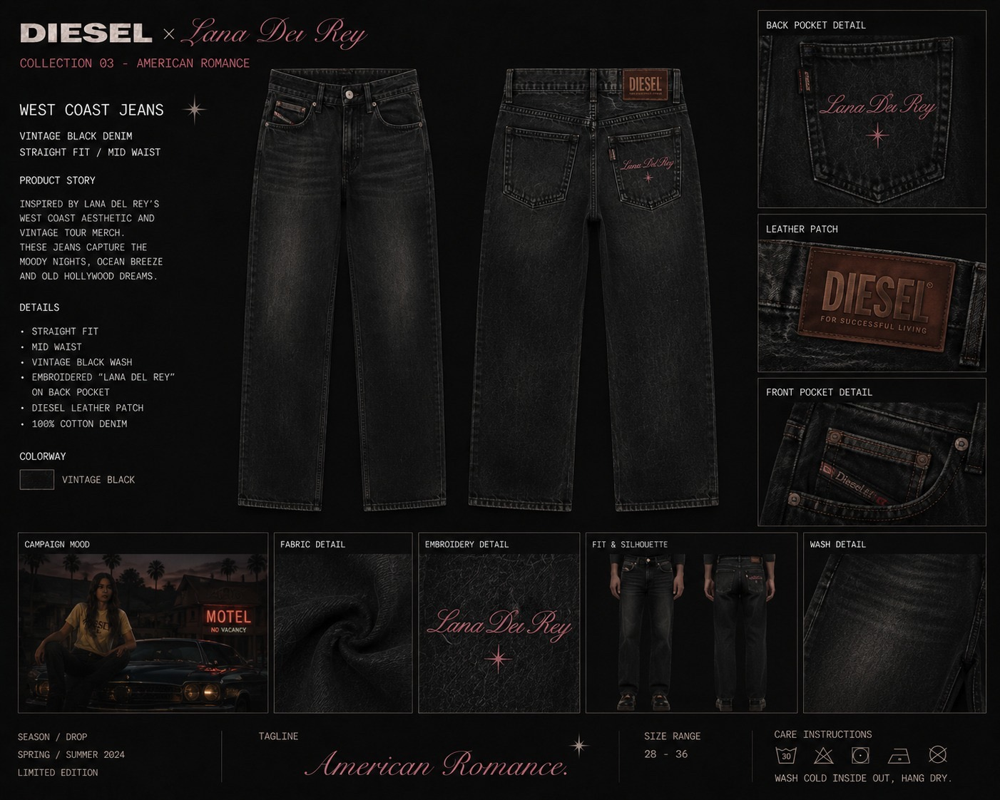 DIESEL × Lana Del Rey
COLLECTION 03 - AMERICAN ROMANCE
WEST COAST JEANS
VINTAGE BLACK DENIM
STRAIGHT FIT / MID WAIST
PRODUCT STORY
INSPIRED BY LANA DEL REY'S
WEST COAST AESTHETIC AND
VINTAGE TOUR MERCH.
THESE JEANS CAPTURE THE
MOODY NIGHTS, OCEAN BREEZE
AND OLD HOLLYWOOD DREAMS.
DETAILS
• STRAIGHT FIT
• MID WAIST
• VINTAGE BLACK WASH
• EMBROIDERED "LANA DEL REY"
ON BACK POCKET
• DIESEL LEATHER PATCH
• 100% COTTON DENIM
COLORWAY
VINTAGE BLACK
DIESEL
Lana Del Rey
BACK POCKET DETAIL
Lana Del Rey
LEATHER PATCH
DIESEL®
FOR SUCCESSFUL LIVING
FRONT POCKET DETAIL
Diesel
CAMPAIGN MOOD
MOTEL
NO VACANCY
FABRIC DETAIL
EMBROIDERY DETAIL
Lana Del Rey
FIT & SILHOUETTE
WASH DETAIL
SEASON / DROP
SPRING / SUMMER 2024
LIMITED EDITION
TAGLINE
American Romance.
SIZE RANGE
28 - 36
CARE INSTRUCTIONS
30
WASH COLD INSIDE OUT, HANG DRY.